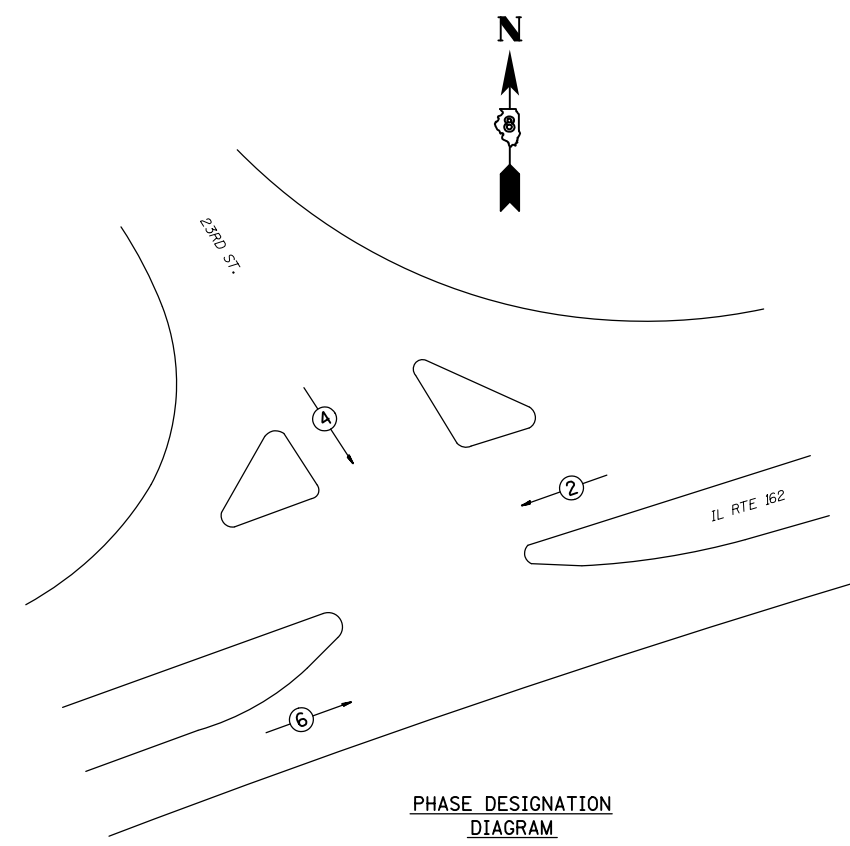 N
8
23RD ST.
4
2
IL RTE 162
6
PHASE DESIGNATION
DIAGRAM